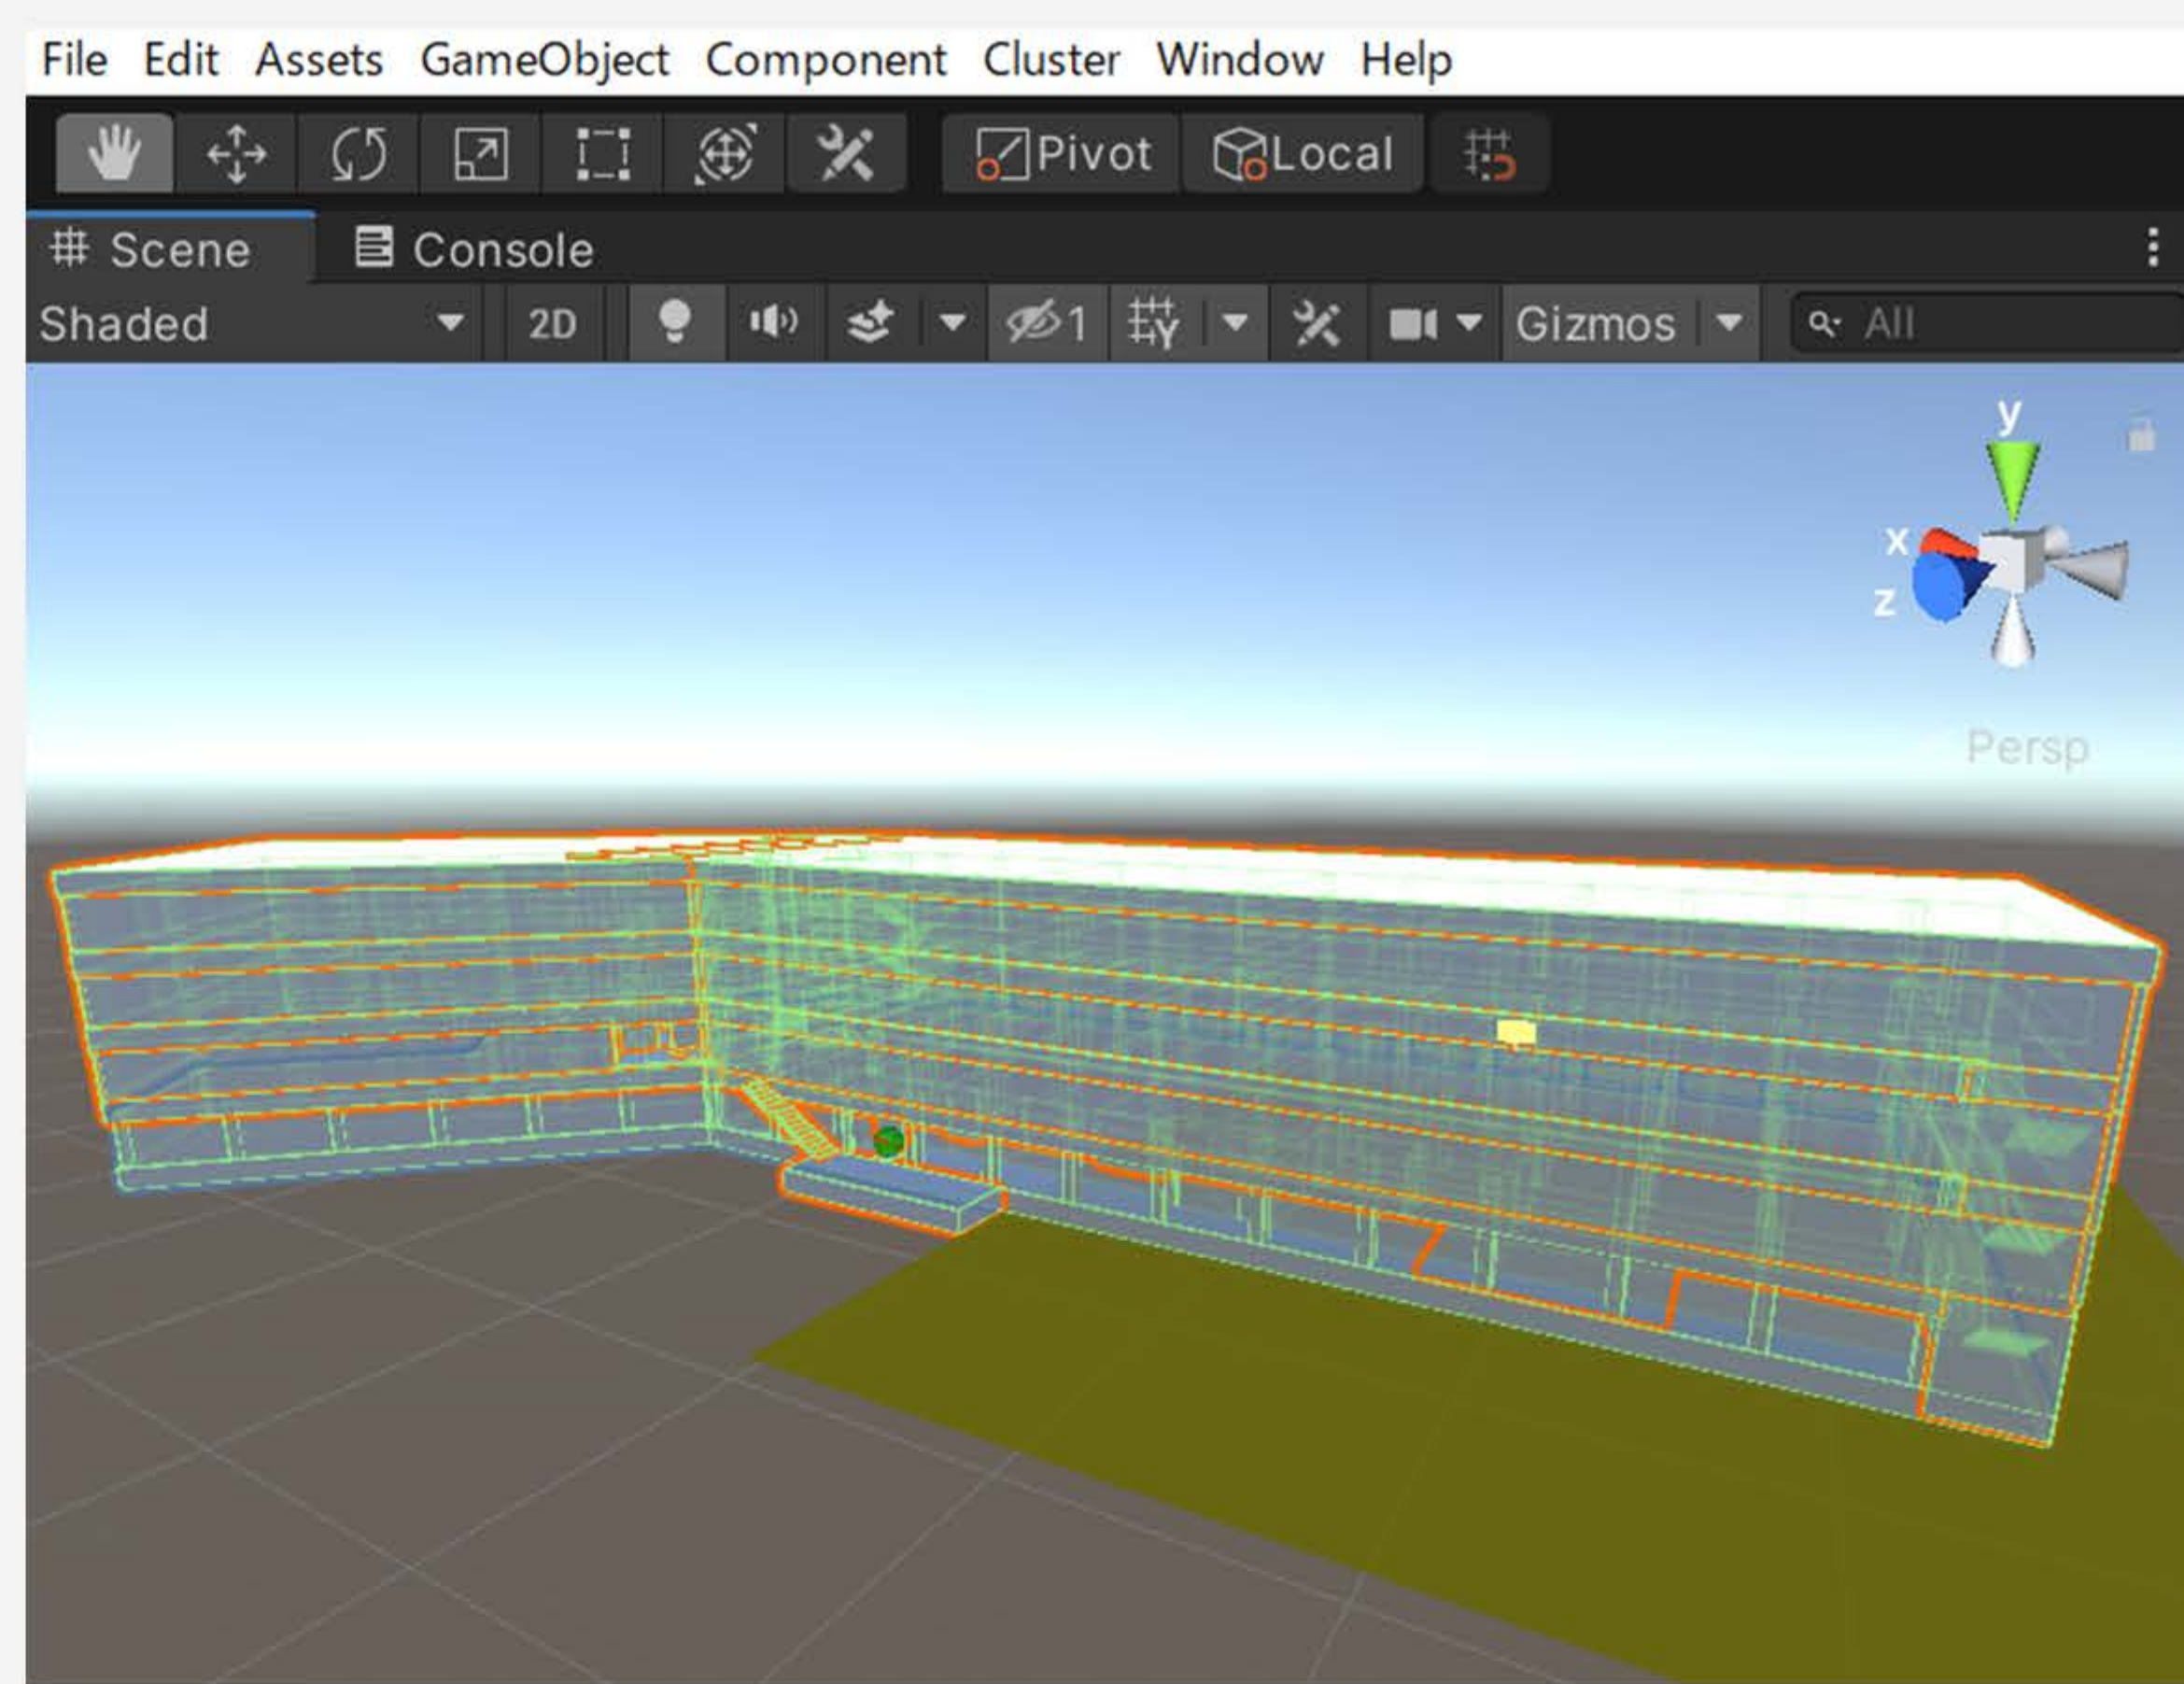 File Edit Assets GameObject Component Cluster Window Help
Pivot Local
Scene Console
Shaded 2D 1 Y Gizmos All
y
x
z
Persp